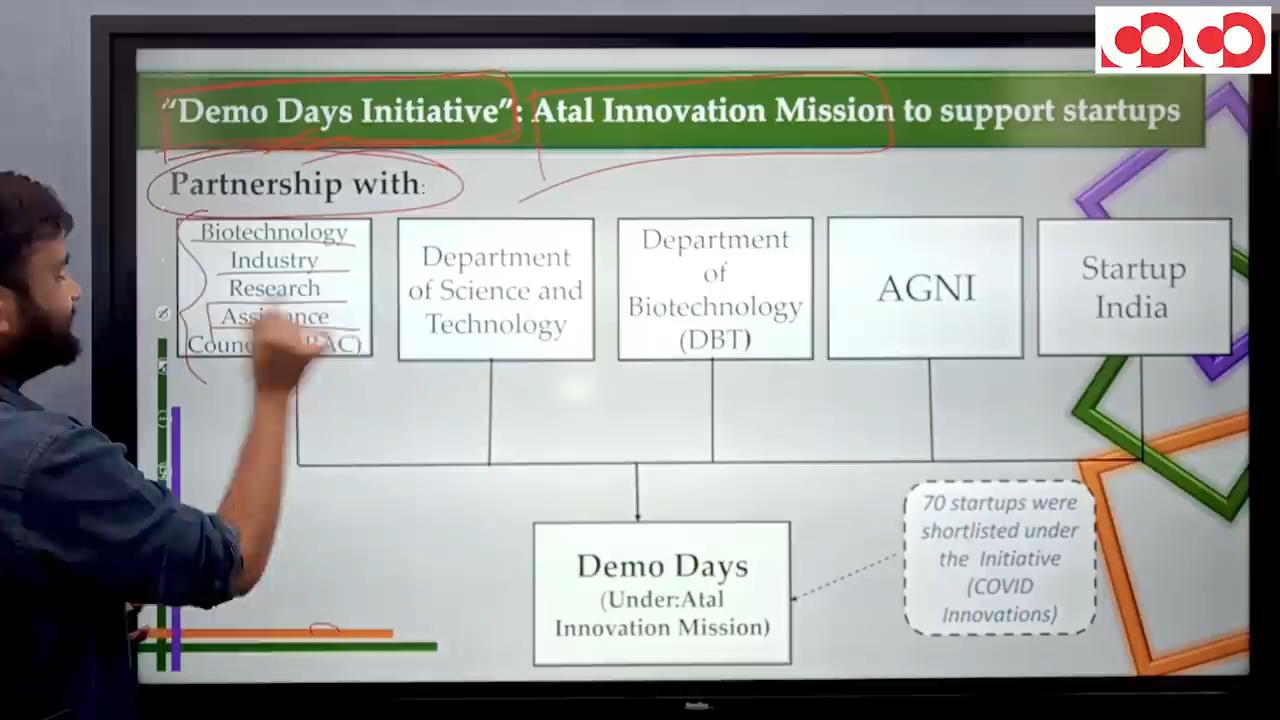 "Demo Days Initiative": Atal Innovation Mission to support startups
Partnership with:
Biotechnology
Industry
Research
Assistance
Department
of Science and
Technology
Department
of
Biotechnology
(DBT)
AGNI
Startup
India
Demo Days
(Under:Atal
Innovation Mission)
70 startups were
shortlisted under
the Initiative
(COVID
Innovations)